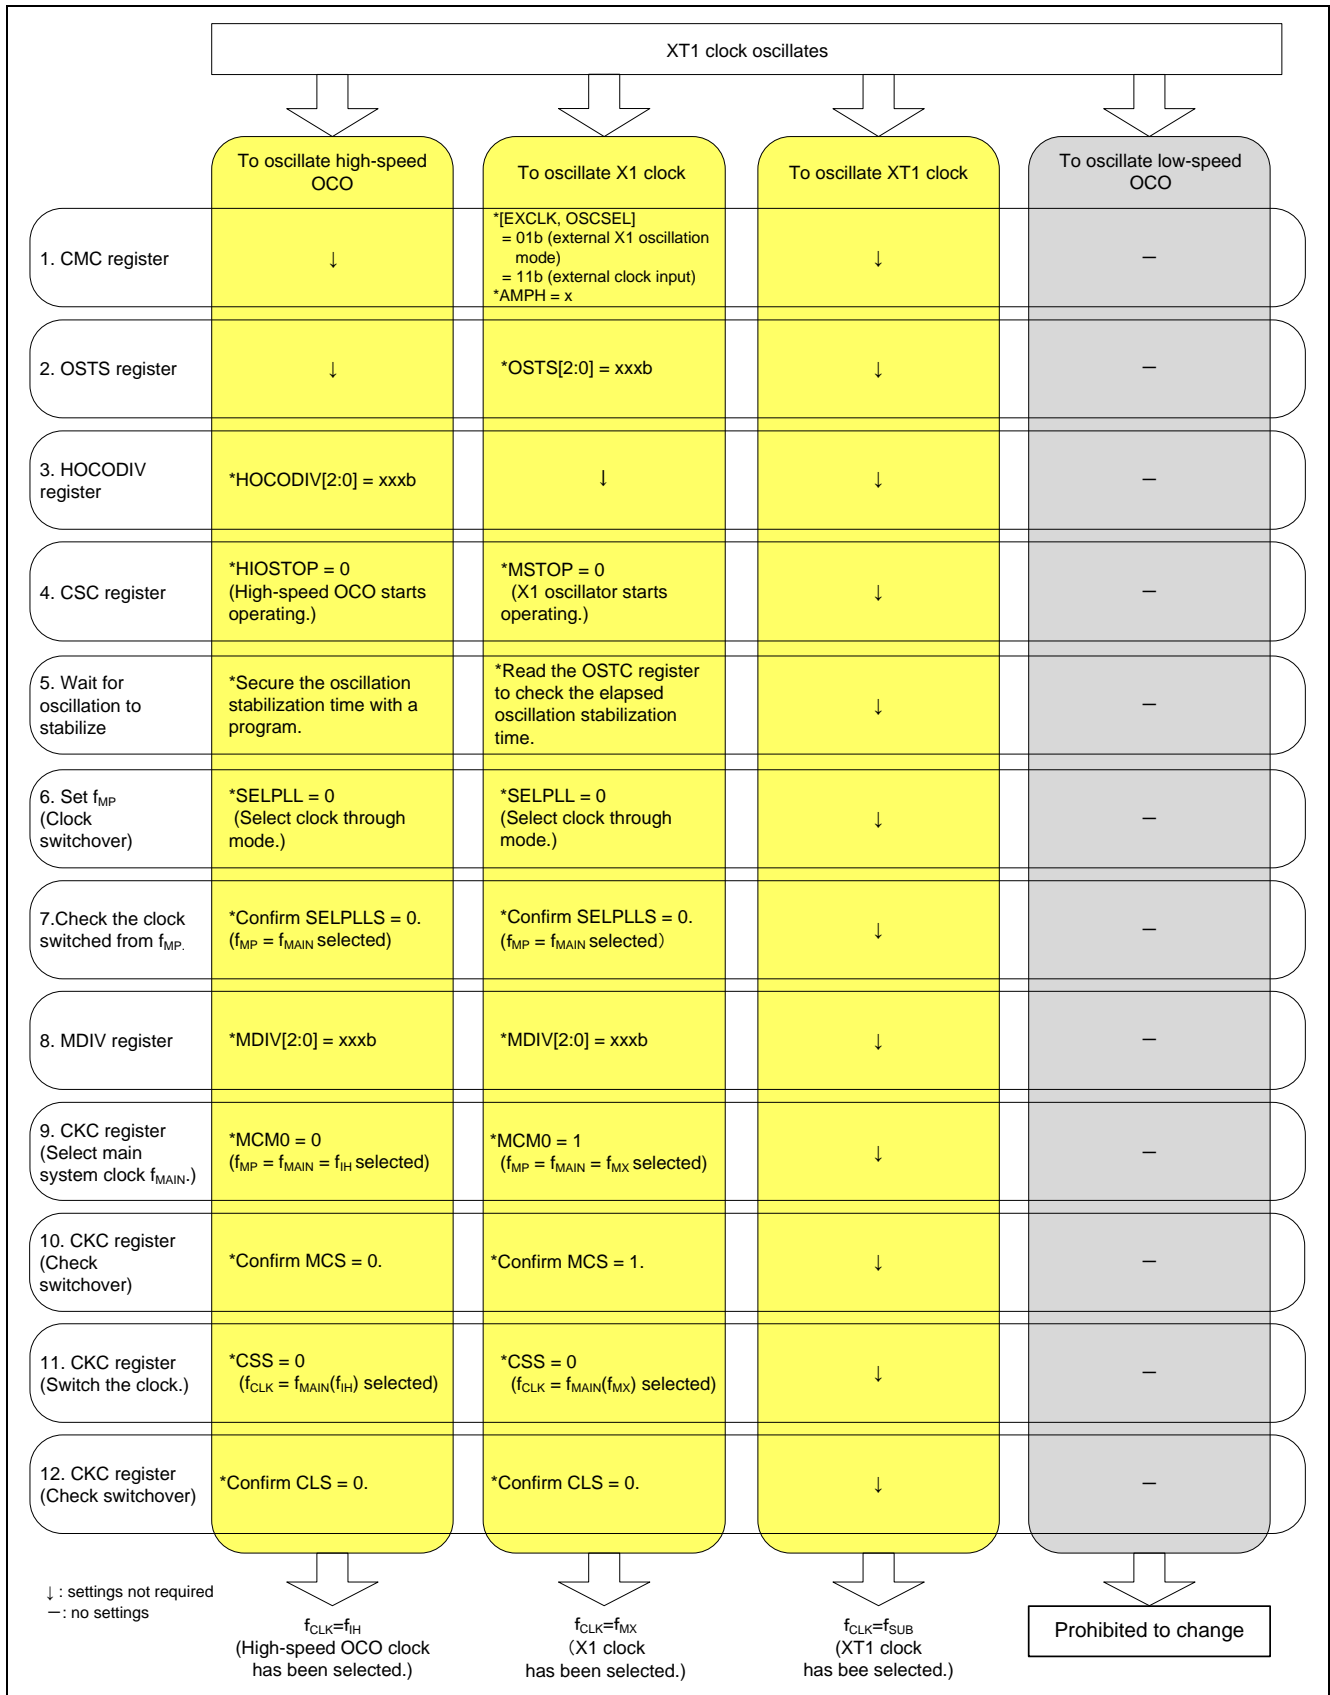 XT1 clock oscillates
To oscillate high-speed
OCO
To oscillate X1 clock
To oscillate XT1 clock
To oscillate low-speed
OCO
1. CMC register
↓
*[EXCLK, OSCSEL]
= 01b (external X1 oscillation
mode)
= 11b (external clock input)
*AMPH = x
↓
—
2. OSTS register
↓
*OSTS[2:0] = xxxb
↓
—
3. HOCODIV
register
*HOCODIV[2:0] = xxxb
↓
↓
—
4. CSC register
*HIOSTOP = 0
(High-speed OCO starts
operating.)
*MSTOP = 0
(X1 oscillator starts
operating.)
↓
—
5. Wait for
oscillation to
stabilize
*Secure the oscillation
stabilization time with a
program.
*Read the OSTC register
to check the elapsed
oscillation stabilization
time.
↓
—
6. Set fMP
(Clock
switchover)
*SELPLL = 0
(Select clock through
mode.)
*SELPLL = 0
(Select clock through
mode.)
↓
—
7.Check the clock
switched from fMP.
*Confirm SELPLLS = 0.
(fMP = fMAIN selected)
*Confirm SELPLLS = 0.
(fMP = fMAIN selected）
↓
—
8. MDIV register
*MDIV[2:0] = xxxb
*MDIV[2:0] = xxxb
↓
—
9. CKC register
(Select main
system clock fMAIN.)
*MCM0 = 0
(fMP = fMAIN = fIH selected)
*MCM0 = 1
(fMP = fMAIN = fMX selected)
↓
—
10. CKC register
(Check
switchover)
*Confirm MCS = 0.
*Confirm MCS = 1.
↓
—
11. CKC register
(Switch the clock.)
*CSS = 0
(fCLK = fMAIN(fIH) selected)
*CSS = 0
(fCLK = fMAIN(fMX) selected)
↓
—
12. CKC register
(Check switchover)
*Confirm CLS = 0.
*Confirm CLS = 0.
↓
—
↓ : settings not required
—: no settings
fCLK=fIH
(High-speed OCO clock
has been selected.)
fCLK=fMX
（X1 clock
has been selected.)
fCLK=fSUB
(XT1 clock
has bee selected.)
Prohibited to change